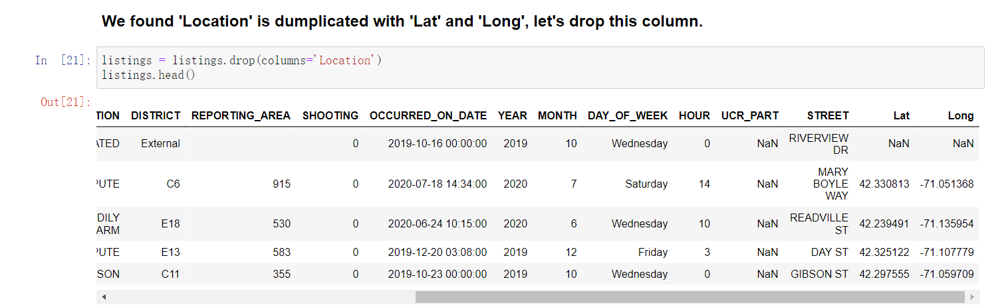 We found 'Location' is dumplicated with 'Lat' and 'Long', let's drop this column.
In [21]: listings = listings.drop(columns='Location')
listings.head()
Out[21]:
TION DISTRICT REPORTING_AREA SHOOTING OCCURRED_ON_DATE YEAR MONTH DAY_OF_WEEK HOUR UCR_PART STREET Lat Long
ATED External 0 2019-10-16 00:00:00 2019 10 Wednesday 0 NaN RIVERVIEW DR NaN NaN
PUTE C6 915 0 2020-07-18 14:34:00 2020 7 Saturday 14 NaN MARY BOYLE WAY 42.330813 -71.051368
DILY ARM E18 530 0 2020-06-24 10:15:00 2020 6 Wednesday 10 NaN READVILLE ST 42.239491 -71.135954
PUTE E13 583 0 2019-12-20 03:08:00 2019 12 Friday 3 NaN DAY ST 42.325122 -71.107779
SON C11 355 0 2019-10-23 00:00:00 2019 10 Wednesday 0 NaN GIBSON ST 42.297555 -71.059709